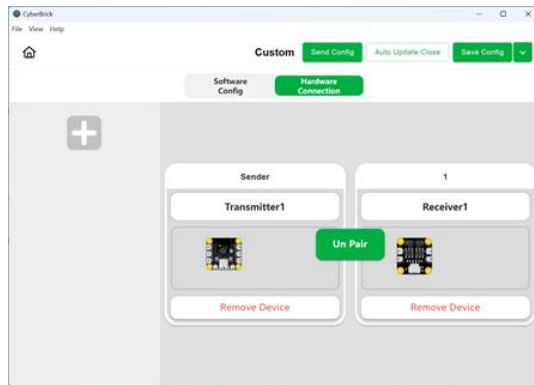 CyberBrick
File View Help
Custom
Send Config
Auto Update:Close
Save Config
Software
Config
Hardware
Connection
Sender
1
Transmitter1
Receiver1
Un Pair
Remove Device
Remove Device